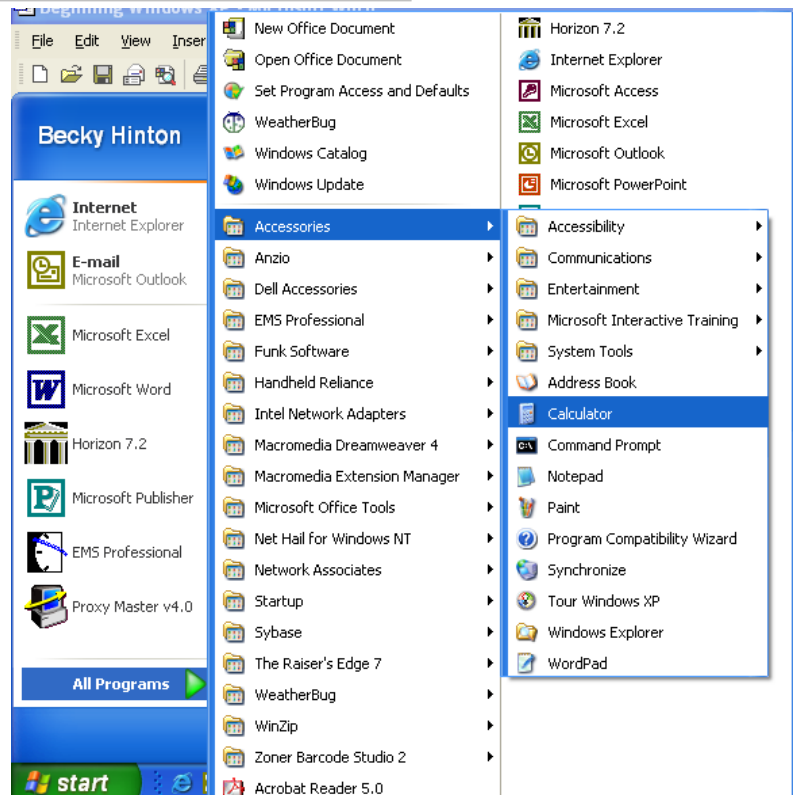 Beginning Windows XP - Microsoft Word
File Edit View Inser
Becky Hinton
Internet
Internet Explorer
E-mail
Microsoft Outlook
Microsoft Excel
Microsoft Word
Horizon 7.2
Microsoft Publisher
EMS Professional
Proxy Master v4.0
All Programs
start
New Office Document
Open Office Document
Set Program Access and Defaults
WeatherBug
Windows Catalog
Windows Update
Accessories
Anzio
Dell Accessories
EMS Professional
Funk Software
Handheld Reliance
Intel Network Adapters
Macromedia Dreamweaver 4
Macromedia Extension Manager
Microsoft Office Tools
Net Hail for Windows NT
Network Associates
Startup
Sybase
The Raiser's Edge 7
WeatherBug
WinZip
Zoner Barcode Studio 2
Acrobat Reader 5.0
Horizon 7.2
Internet Explorer
Microsoft Access
Microsoft Excel
Microsoft Outlook
Microsoft PowerPoint
Accessibility
Communications
Entertainment
Microsoft Interactive Training
System Tools
Address Book
Calculator
Command Prompt
Notepad
Paint
Program Compatibility Wizard
Synchronize
Tour Windows XP
Windows Explorer
WordPad